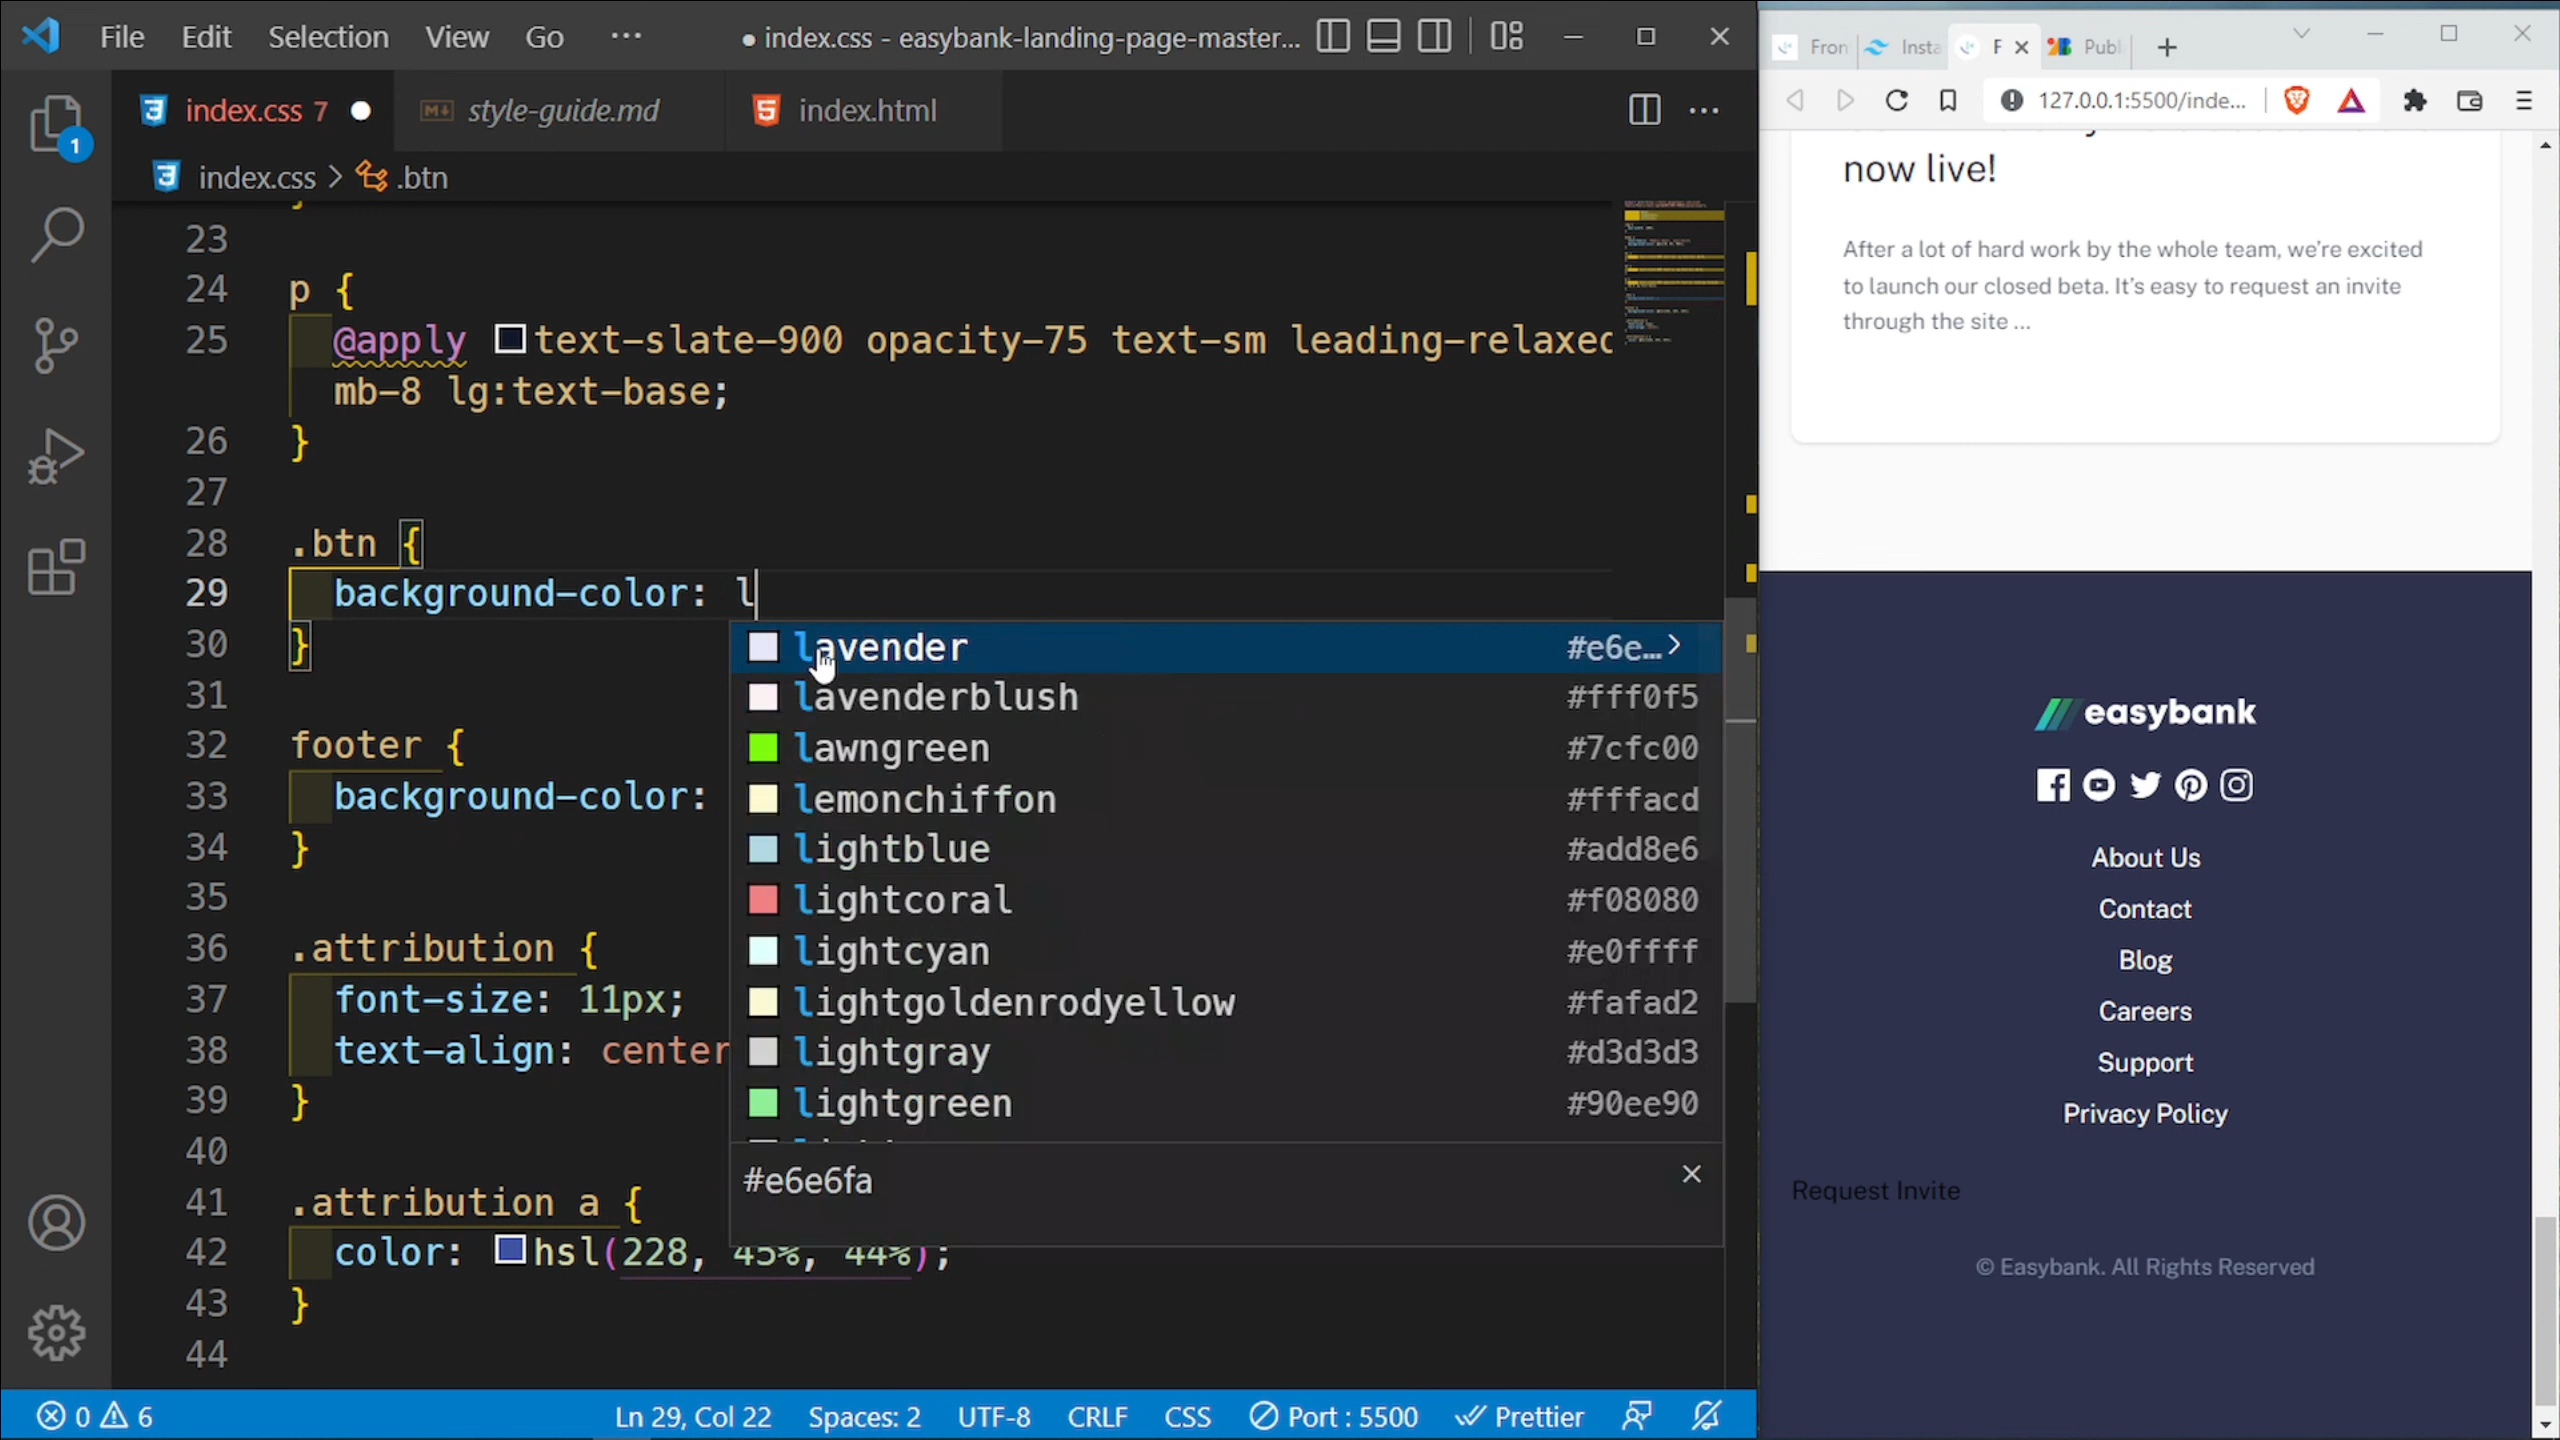 File Edit Selection View Go ···
● index.css - easybank-landing-page-master...
index.css 7 ●
style-guide.md
index.html
index.css > .btn
1
23
24 p {
25 @apply text-slate-900 opacity-75 text-sm leading-relaxed
mb-8 lg:text-base;
26 }
27
28 .btn {
29 background-color: l
30 }
31
32 footer {
33 background-color:
34 }
35
36 .attribution {
37 font-size: 11px;
38 text-align: center
39 }
40
41 .attribution a {
42 color: hsl(228, 45%, 44%);
43 }
44
lavender #e6e...>
lavenderblush #fff0f5
lawngreen #7cfc00
lemonchiffon #fffacd
lightblue #add8e6
lightcoral #f08080
lightcyan #e0ffff
lightgoldenrodyellow #fafad2
lightgray #d3d3d3
lightgreen #90ee90
#e6e6fa
0 6
Ln 29, Col 22 Spaces: 2 UTF-8 CRLF CSS Port : 5500 Prettier
Fron Insta F Publ
127.0.0.1:5500/inde...
now live!
After a lot of hard work by the whole team, we’re excited
to launch our closed beta. It’s easy to request an invite
through the site ...
easybank
About Us
Contact
Blog
Careers
Support
Privacy Policy
Request Invite
© Easybank. All Rights Reserved